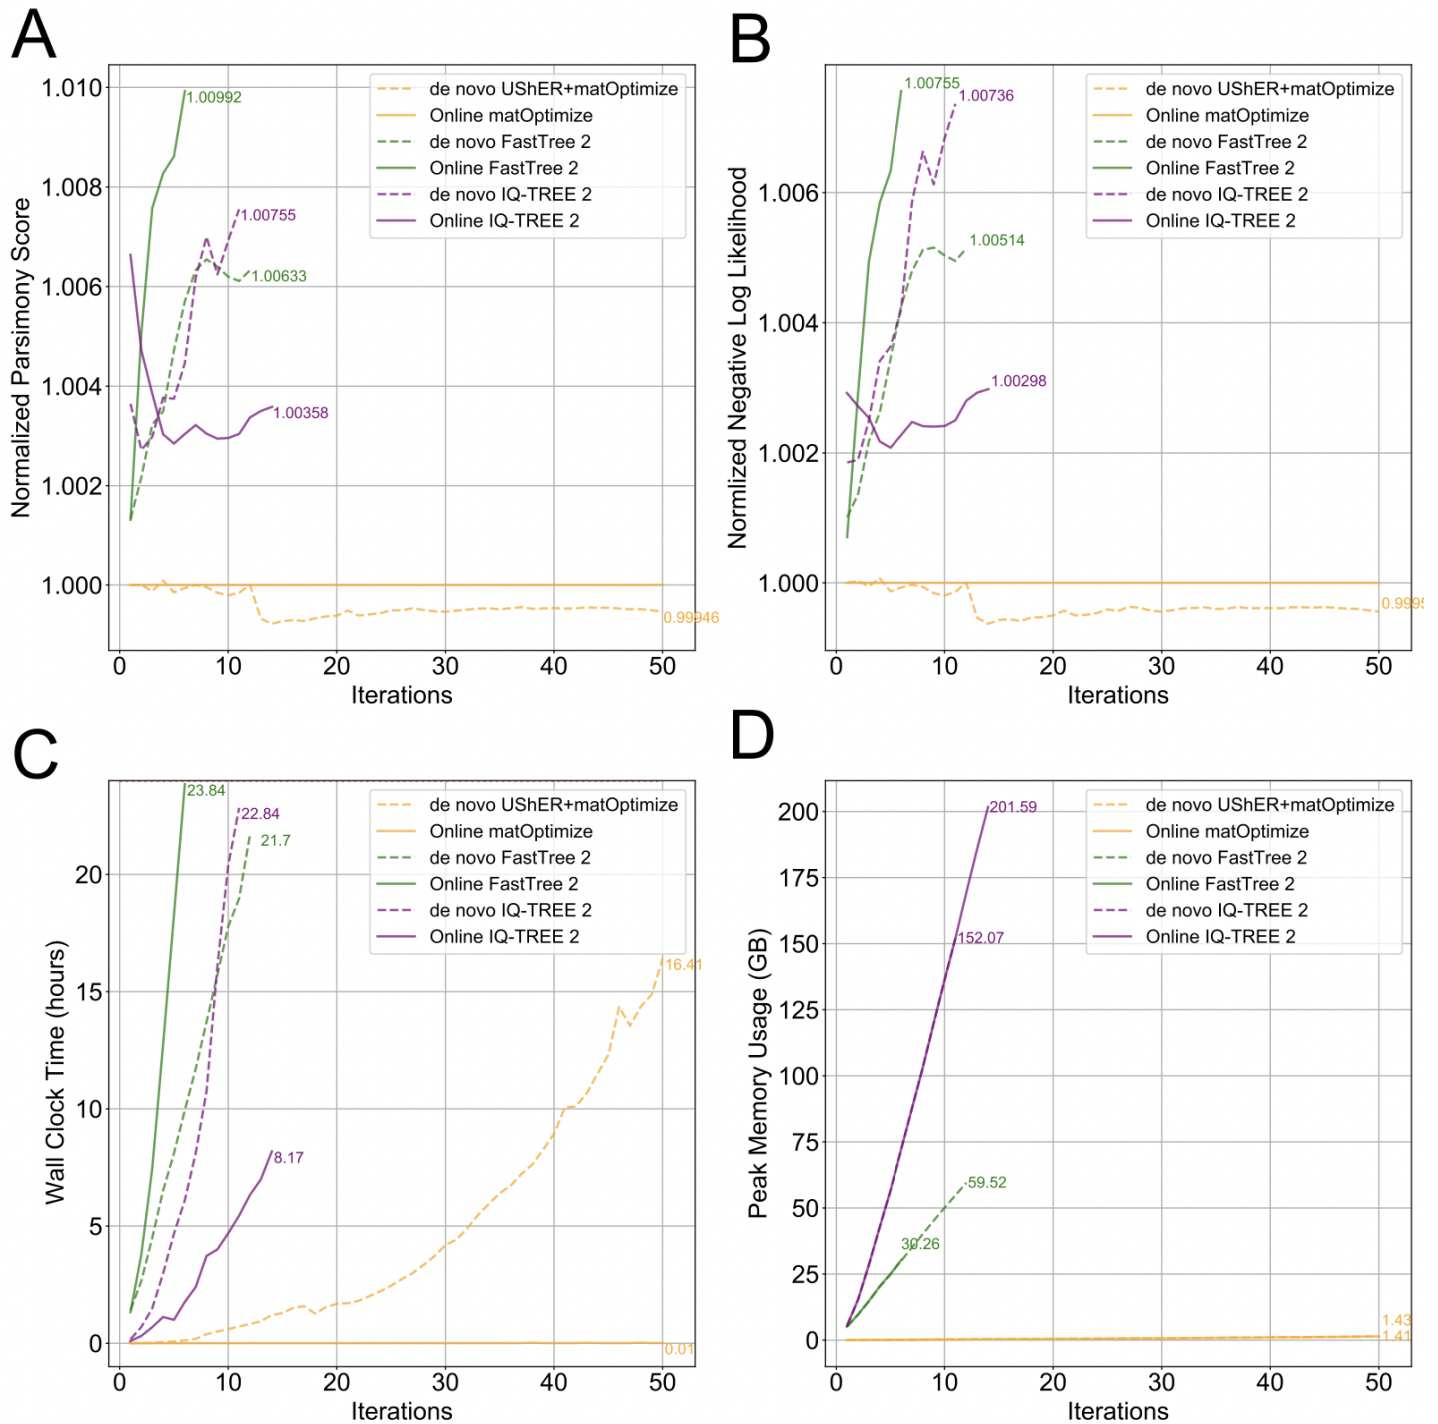 A
Normalized Parsimony Score
1.010
1.008
1.006
1.004
1.002
1.000
de novo UShER+matOptimize
Online matOptimize
de novo FastTree 2
Online FastTree 2
de novo IQ-TREE 2
Online IQ-TREE 2
1.00992
1.00755
1.00633
1.00358
0.99946
0 10 20 30 40 50
Iterations
B
Normlized Negative Log Likelihood
1.006
1.004
1.002
1.000
de novo UShER+matOptimize
Online matOptimize
de novo FastTree 2
Online FastTree 2
de novo IQ-TREE 2
Online IQ-TREE 2
1.00755
1.00736
1.00514
1.00298
0 10 20 30 40 50
Iterations
C
Wall Clock Time (hours)
20
15
10
5
0
de novo UShER+matOptimize
Online matOptimize
de novo FastTree 2
Online FastTree 2
de novo IQ-TREE 2
Online IQ-TREE 2
23.84
22.84
21.7
16.41
8.17
0.01
0 10 20 30 40 50
Iterations
D
Peak Memory Usage (GB)
200
175
150
125
100
75
50
25
0
de novo UShER+matOptimize
Online matOptimize
de novo FastTree 2
Online FastTree 2
de novo IQ-TREE 2
Online IQ-TREE 2
201.59
152.07
59.52
30.26
1.43
1.41
0 10 20 30 40 50
Iterations